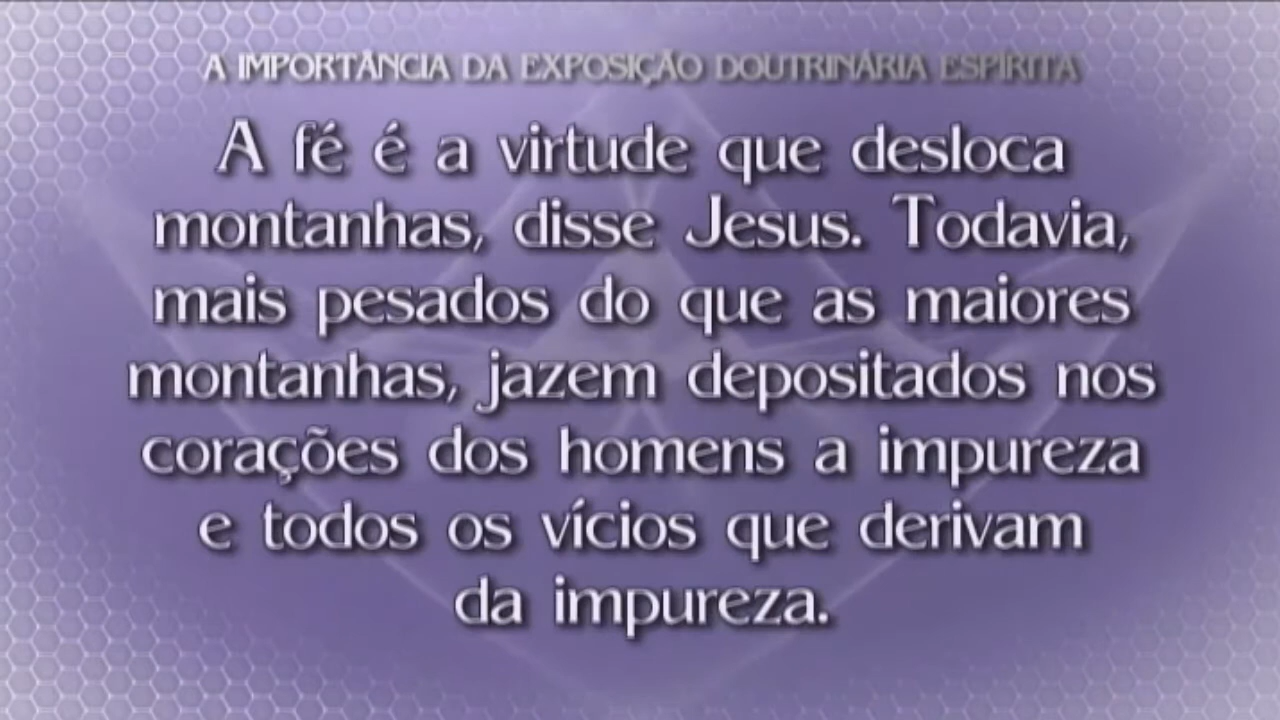 A IMPORTÂNCIA DA EXPOSIÇÃO DOUTRINÁRIA ESPÍRITA
A fé é a virtude que desloca
montanhas, disse Jesus. Todavia,
mais pesados do que as maiores
montanhas, jazem depositados nos
corações dos homens a impureza
e todos os vícios que derivam
da impureza.